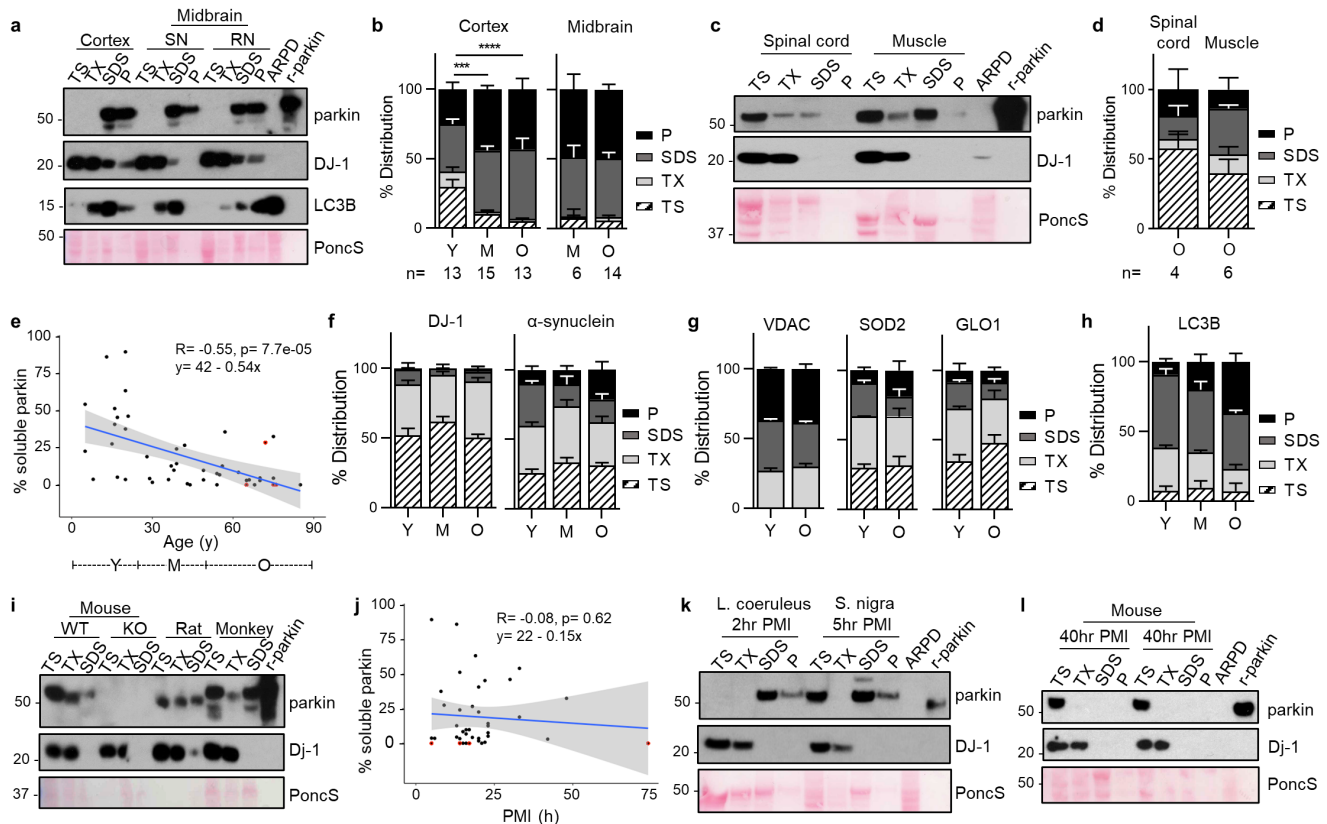 a
Midbrain
Cortex SN RN
TS TX SDS P TS TX SDS P TS TX SDS P ARPD r-parkin
50 - parkin
20 - DJ-1
15 - LC3B
50 - PoncS
b
Cortex Midbrain
**** 
***
% Distribution
100
50
0
Y M O M O
n= 13 15 13 6 14
P
SDS
TX
TS
c
Spinal cord Muscle
TS TX SDS P TS TX SDS P ARPD r-parkin
50 - parkin
20 - DJ-1
37 - PoncS
d
Spinal
cord Muscle
% Distribution
100
50
0
O O
n= 4 6
P
SDS
TX
TS
e
R= -0.55, p= 7.7e-05
y= 42 - 0.54x
% soluble parkin
100
75
50
25
0
0 30 60 90
Age (y)
Y M O
f
DJ-1 α-synuclein
% Distribution
100
50
0
Y M O Y M O
P
SDS
TX
TS
g
VDAC SOD2 GLO1
% Distribution
100
50
0
Y O Y O Y O
P
SDS
TX
TS
h
LC3B
% Distribution
100
50
0
Y M O
P
SDS
TX
TS
i
Mouse
WT KO Rat Monkey
TS TX SDS TS TX SDS TS TX SDS TS TX SDS r-parkin
50 - parkin
20 - Dj-1
37 - PoncS
j
R= -0.08, p= 0.62
y= 22 - 0.15x
% soluble parkin
100
75
50
25
0
0 25 50 75
PMI (h)
k
L. coeruleus S. nigra
2hr PMI 5hr PMI
TS TX SDS P TS TX SDS P ARPD r-parkin
50 - parkin
20 - DJ-1
50 - PoncS
l
Mouse
40hr PMI 40hr PMI
TS TX SDS P TS TX SDS P ARPD r-parkin
50 - parkin
20 - Dj-1
50 - PoncS